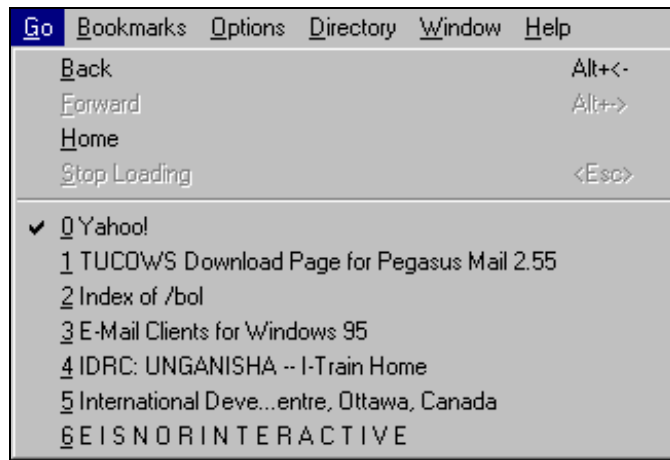 Go Bookmarks Options Directory Window Help
Back Alt+<-
Forward Alt+->
Home
Stop Loading <Esc>
✔ 0 Yahoo!
1 TUCOWS Download Page for Pegasus Mail 2.55
2 Index of /bol
3 E-Mail Clients for Windows 95
4 IDRC: UNGANISHA -- I-Train Home
5 International Deve...entre, Ottawa, Canada
6 E I S N O R I N T E R A C T I V E